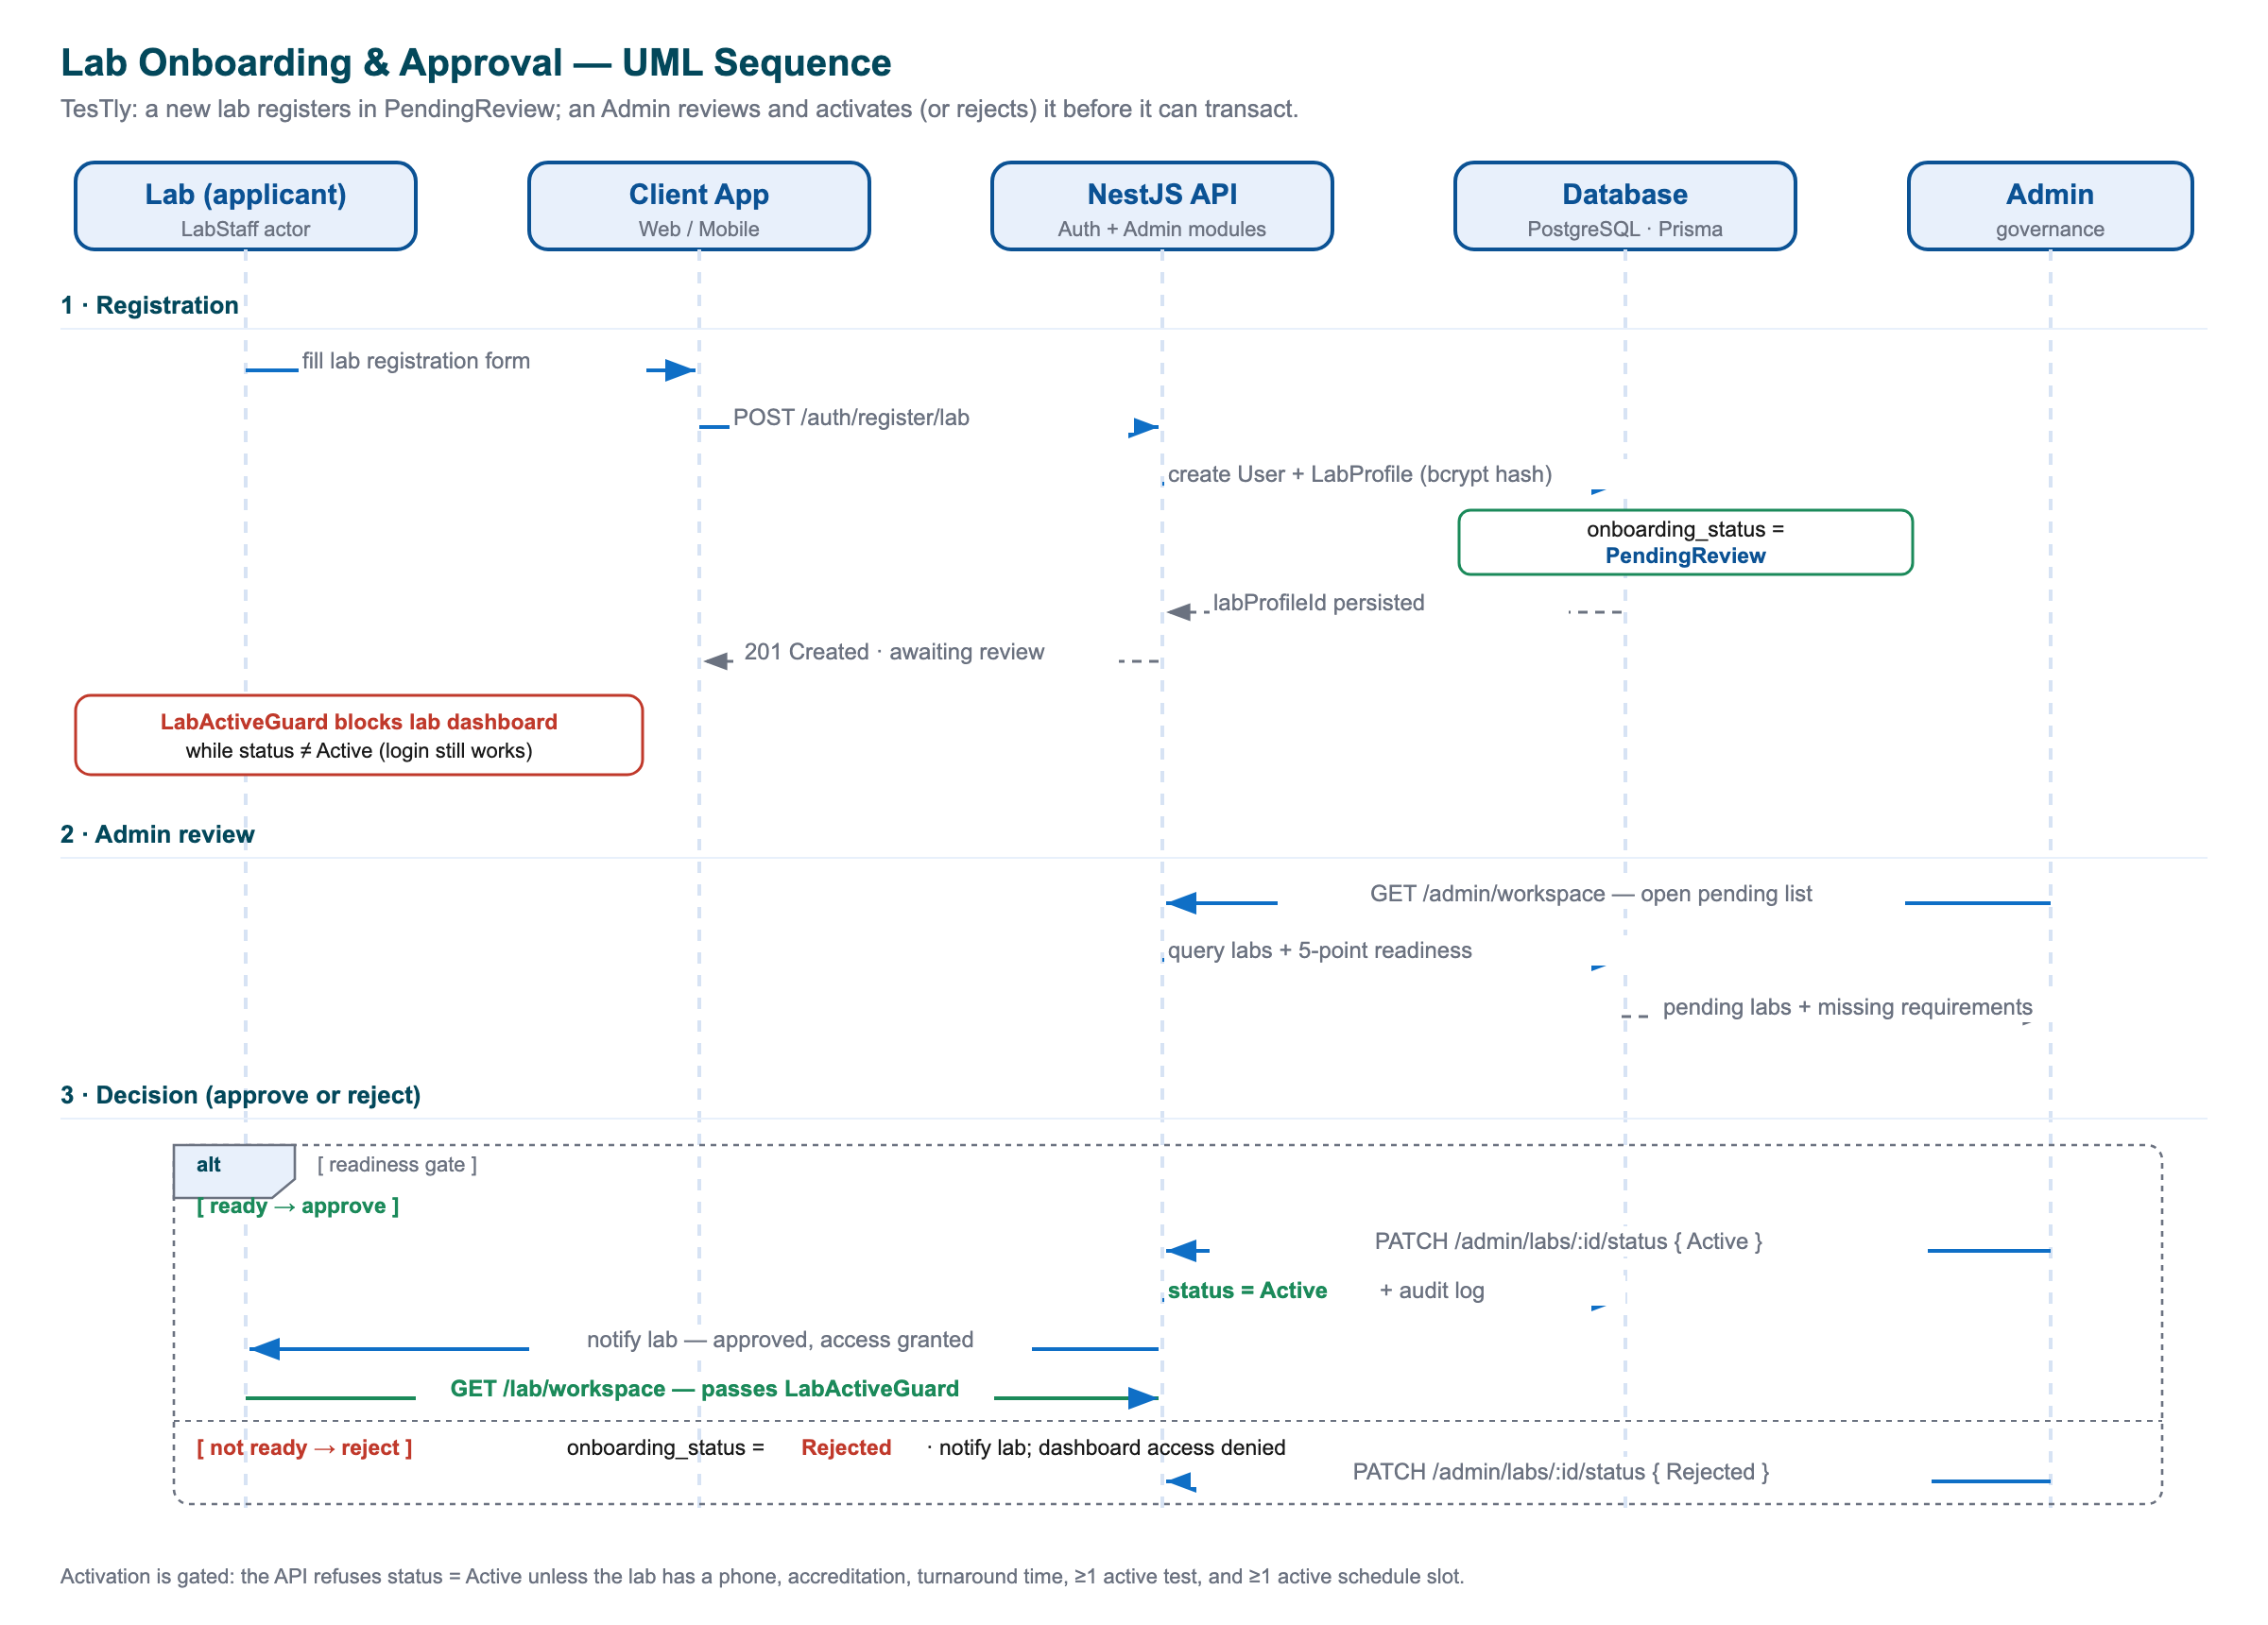 Lab Onboarding & Approval — UML Sequence
TesTly: a new lab registers in PendingReview; an Admin reviews and activates (or rejects) it before it can transact.
Lab (applicant)
LabStaff actor
Client App
Web / Mobile
NestJS API
Auth + Admin modules
Database
PostgreSQL · Prisma
Admin
governance
1 · Registration
fill lab registration form
POST /auth/register/lab
create User + LabProfile (bcrypt hash)
onboarding_status =
PendingReview
labProfileId persisted
201 Created · awaiting review
LabActiveGuard blocks lab dashboard
while status ≠ Active (login still works)
2 · Admin review
GET /admin/workspace — open pending list
query labs + 5-point readiness
pending labs + missing requirements
3 · Decision (approve or reject)
alt [ readiness gate ]
[ ready → approve ]
PATCH /admin/labs/:id/status { Active }
status = Active + audit log
notify lab — approved, access granted
GET /lab/workspace — passes LabActiveGuard
[ not ready → reject ] onboarding_status = Rejected · notify lab; dashboard access denied
PATCH /admin/labs/:id/status { Rejected }
Activation is gated: the API refuses status = Active unless the lab has a phone, accreditation, turnaround time, ≥1 active test, and ≥1 active schedule slot.